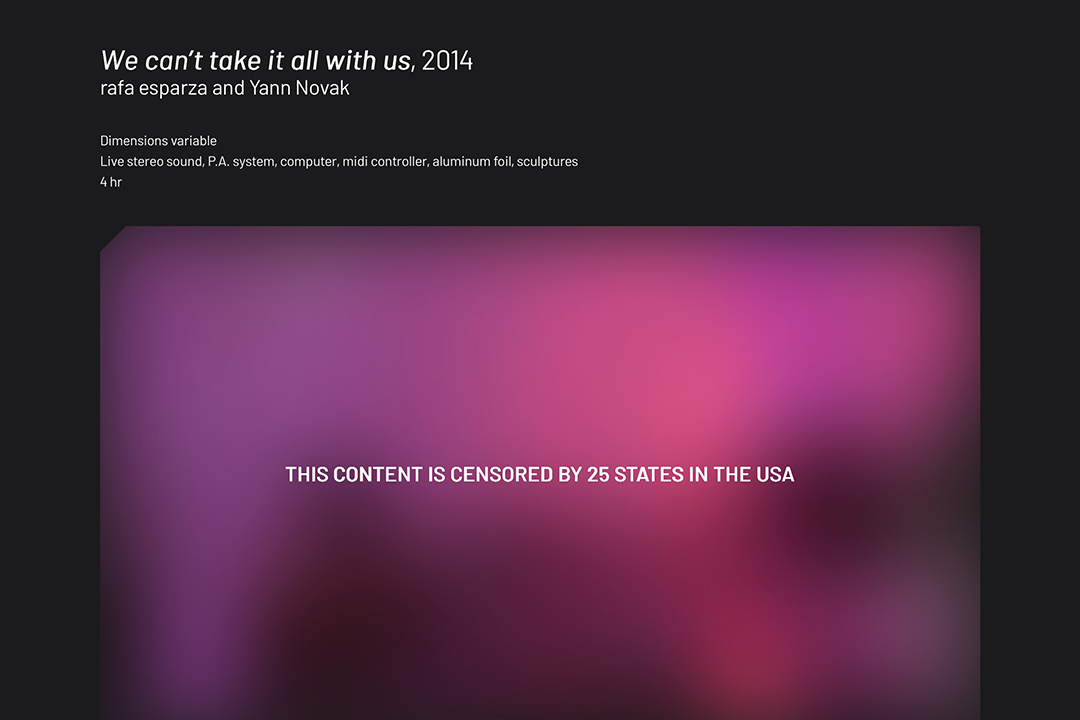 We can’t take it all with us, 2014
rafa esparza and Yann Novak
Dimensions variable
Live stereo sound, P.A. system, computer, midi controller, aluminum foil, sculptures
4 hr
THIS CONTENT IS CENSORED BY 25 STATES IN THE USA